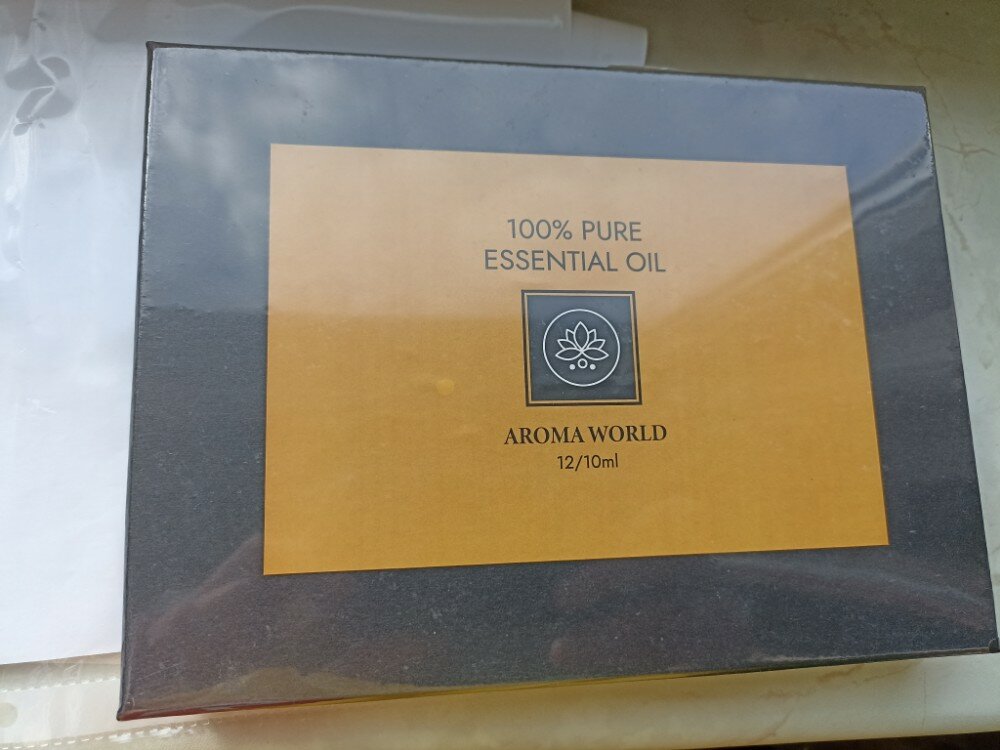 100% PURE
ESSENTIAL OIL
AROMA WORLD
12/10ml